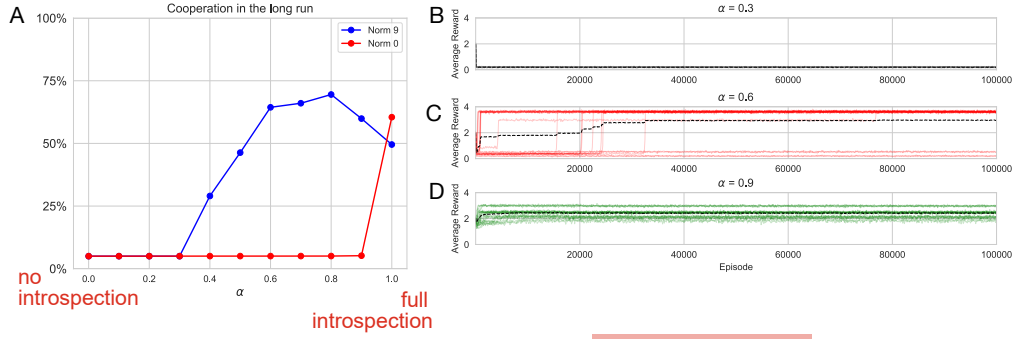 A
Cooperation in the long run
100%
75%
50%
25%
0%
Norm 9
Norm 0
0.0 0.2 0.4 0.6 0.8 1.0
α
no
introspection
full
introspection
B
α = 0.3
Average Reward
4
2
0
20000 40000 60000 80000 100000
C
α = 0.6
Average Reward
4
2
0
20000 40000 60000 80000 100000
D
α = 0.9
Average Reward
4
2
0
20000 40000 60000 80000 100000
Episode